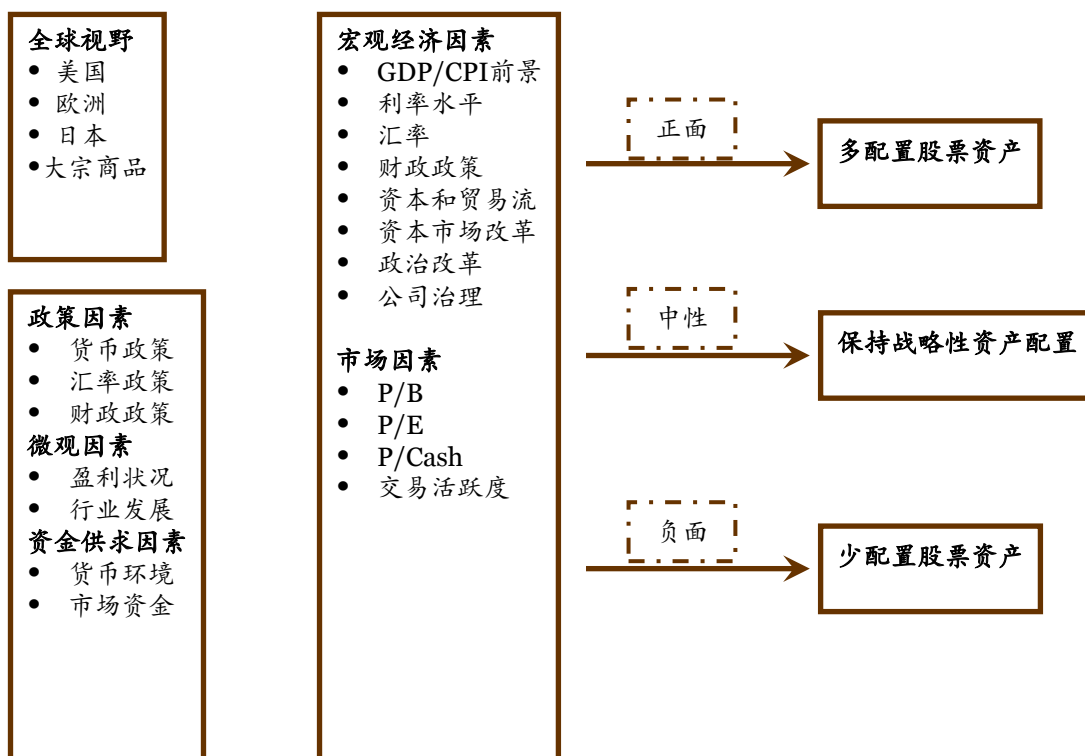 全球视野
• 美国
• 欧洲
• 日本
•大宗商品
政策因素
• 货币政策
• 汇率政策
• 财政政策
微观因素
• 盈利状况
• 行业发展
资金供求因素
• 货币环境
• 市场资金
宏观经济因素
• GDP/CPI前景
• 利率水平
• 汇率
• 财政政策
• 资本和贸易流
• 资本市场改革
• 政治改革
• 公司治理
市场因素
• P/B
• P/E
• P/Cash
• 交易活跃度
正面
多配置股票资产
中性
保持战略性资产配置
负面
少配置股票资产